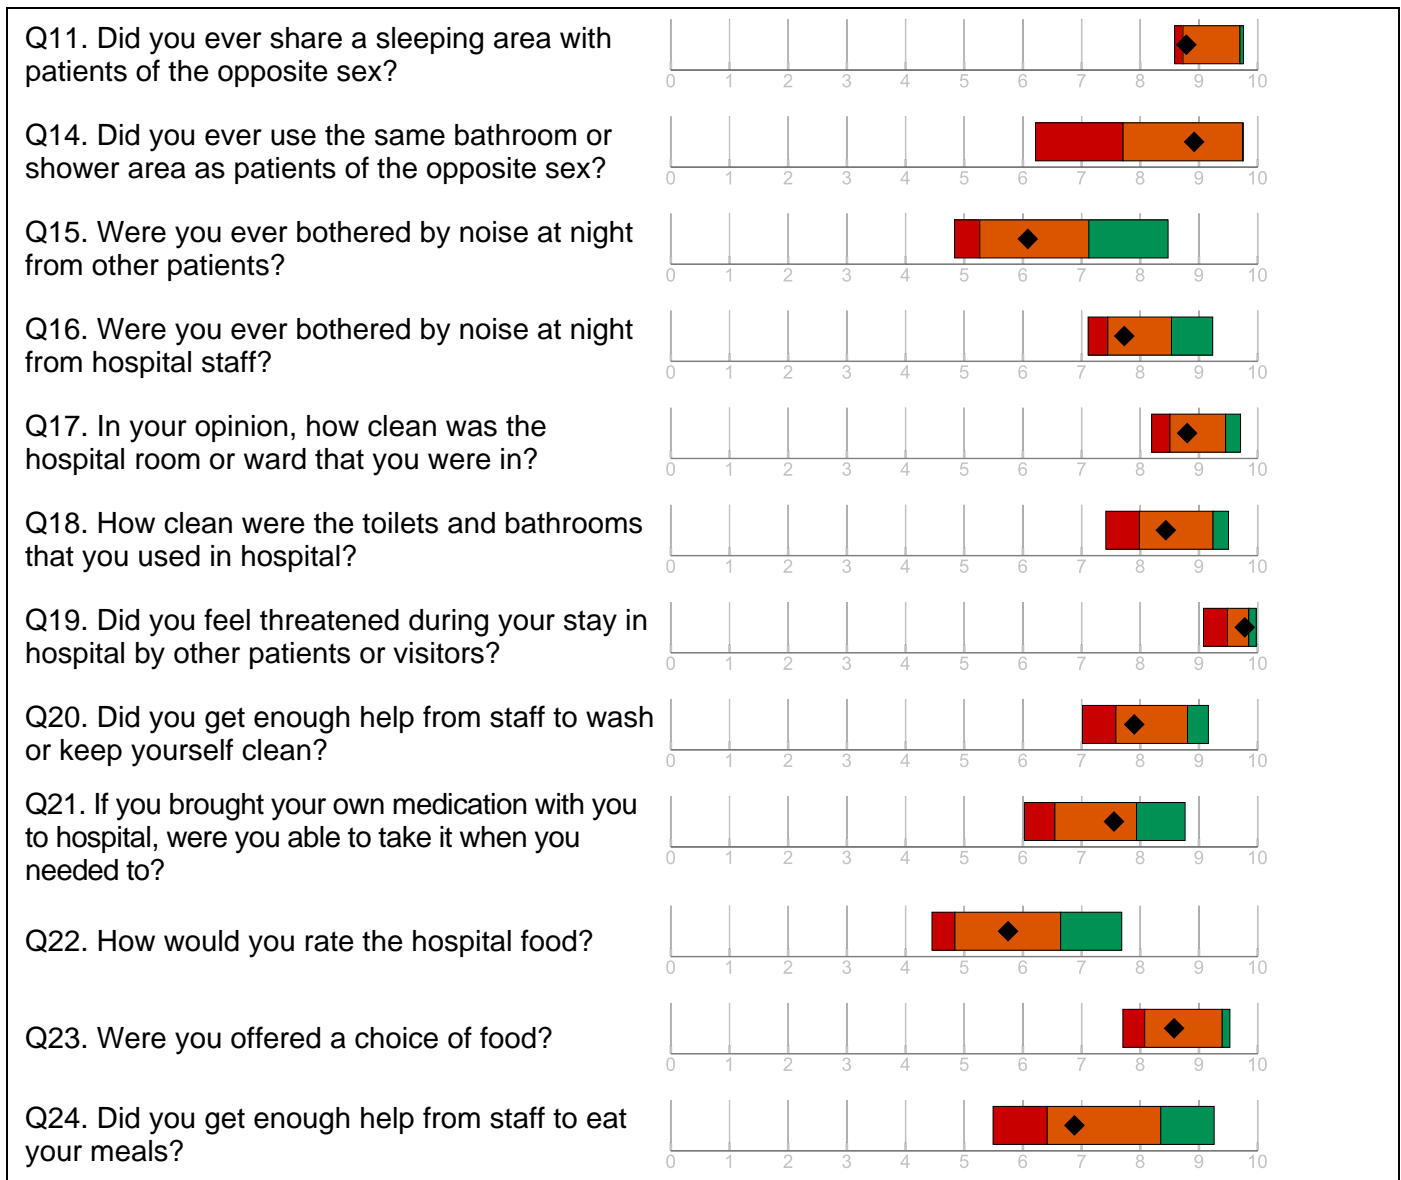 Q11. Did you ever share a sleeping area with
patients of the opposite sex?
0 1 2 3 4 5 6 7 8 9 10
Q14. Did you ever use the same bathroom or
shower area as patients of the opposite sex?
0 1 2 3 4 5 6 7 8 9 10
Q15. Were you ever bothered by noise at night
from other patients?
0 1 2 3 4 5 6 7 8 9 10
Q16. Were you ever bothered by noise at night
from hospital staff?
0 1 2 3 4 5 6 7 8 9 10
Q17. In your opinion, how clean was the
hospital room or ward that you were in?
0 1 2 3 4 5 6 7 8 9 10
Q18. How clean were the toilets and bathrooms
that you used in hospital?
0 1 2 3 4 5 6 7 8 9 10
Q19. Did you feel threatened during your stay in
hospital by other patients or visitors?
0 1 2 3 4 5 6 7 8 9 10
Q20. Did you get enough help from staff to wash
or keep yourself clean?
0 1 2 3 4 5 6 7 8 9 10
Q21. If you brought your own medication with you
to hospital, were you able to take it when you
needed to?
0 1 2 3 4 5 6 7 8 9 10
Q22. How would you rate the hospital food?
0 1 2 3 4 5 6 7 8 9 10
Q23. Were you offered a choice of food?
0 1 2 3 4 5 6 7 8 9 10
Q24. Did you get enough help from staff to eat
your meals?
0 1 2 3 4 5 6 7 8 9 10